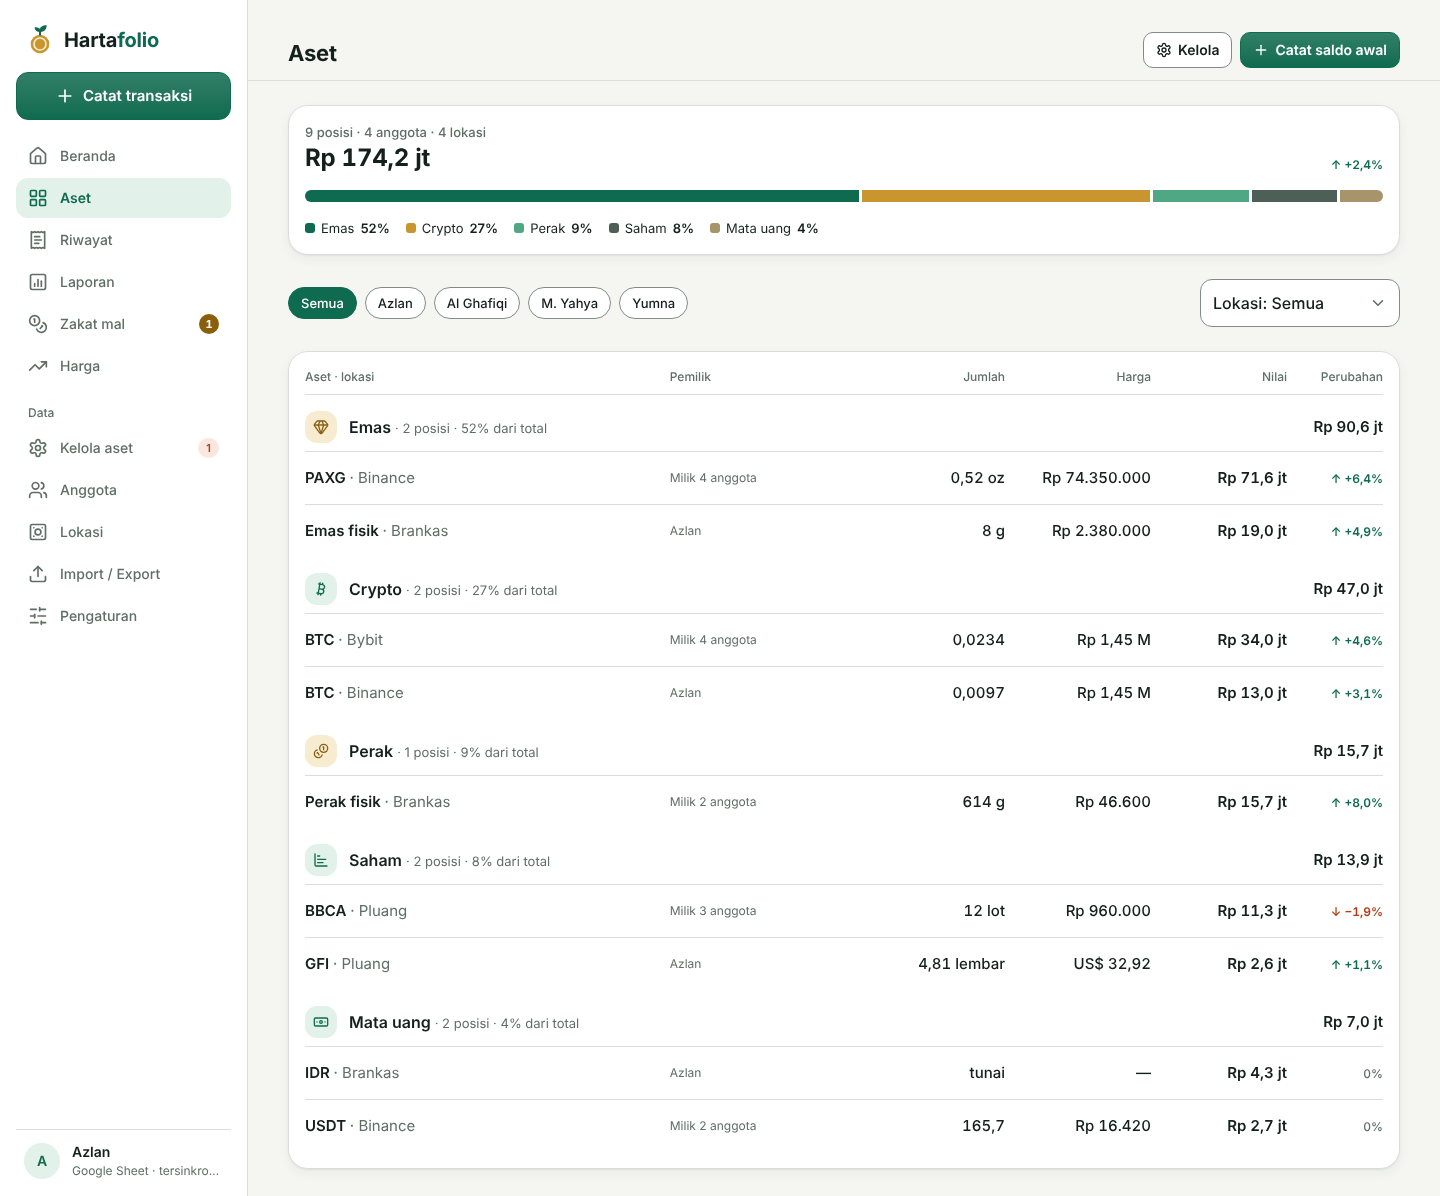 Hartafolio
Catat transaksi
Beranda
Aset
Riwayat
Laporan
Zakat mal 1
Harga
Data
Kelola aset 1
Anggota
Lokasi
Import / Export
Pengaturan
A
Azlan
Google Sheet · tersinkro...
Aset
Kelola
Catat saldo awal
9 posisi · 4 anggota · 4 lokasi
Rp 174,2 jt
↑ +2,4%
Emas 52% Crypto 27% Perak 9% Saham 8% Mata uang 4%
Semua Azlan Al Ghafiqi M. Yahya Yumna
Lokasi: Semua
Aset · lokasi Pemilik Jumlah Harga Nilai Perubahan
Emas · 2 posisi · 52% dari total Rp 90,6 jt
PAXG · Binance Milik 4 anggota 0,52 oz Rp 74.350.000 Rp 71,6 jt ↑ +6,4%
Emas fisik · Brankas Azlan 8 g Rp 2.380.000 Rp 19,0 jt ↑ +4,9%
Crypto · 2 posisi · 27% dari total Rp 47,0 jt
BTC · Bybit Milik 4 anggota 0,0234 Rp 1,45 M Rp 34,0 jt ↑ +4,6%
BTC · Binance Azlan 0,0097 Rp 1,45 M Rp 13,0 jt ↑ +3,1%
Perak · 1 posisi · 9% dari total Rp 15,7 jt
Perak fisik · Brankas Milik 2 anggota 614 g Rp 46.600 Rp 15,7 jt ↑ +8,0%
Saham · 2 posisi · 8% dari total Rp 13,9 jt
BBCA · Pluang Milik 3 anggota 12 lot Rp 960.000 Rp 11,3 jt ↓ −1,9%
GFI · Pluang Azlan 4,81 lembar US$ 32,92 Rp 2,6 jt ↑ +1,1%
Mata uang · 2 posisi · 4% dari total Rp 7,0 jt
IDR · Brankas Azlan tunai — Rp 4,3 jt 0%
USDT · Binance Milik 2 anggota 165,7 Rp 16.420 Rp 2,7 jt 0%